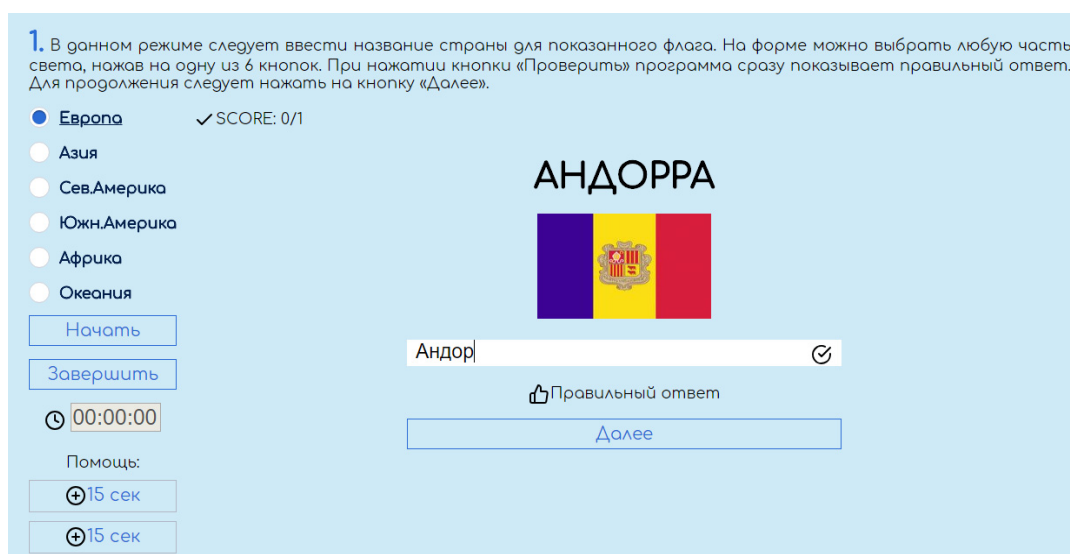 1. В данном режиме следует ввести название страны для показанного флага. На форме можно выбрать любую часть
света, нажав на одну из 6 кнопок. При нажатии кнопки «Проверить» программа сразу показывает правильный ответ.
Для продолжения следует нажать на кнопку «Далее».
Европа
SCORE: 0/1
Азия
Сев.Америка
Южн.Америка
Африка
Океания
Начать
Завершить
00:00:00
Помощь:
15 сек
15 сек
АНДОРРА
Андор
Правильный ответ
Далее